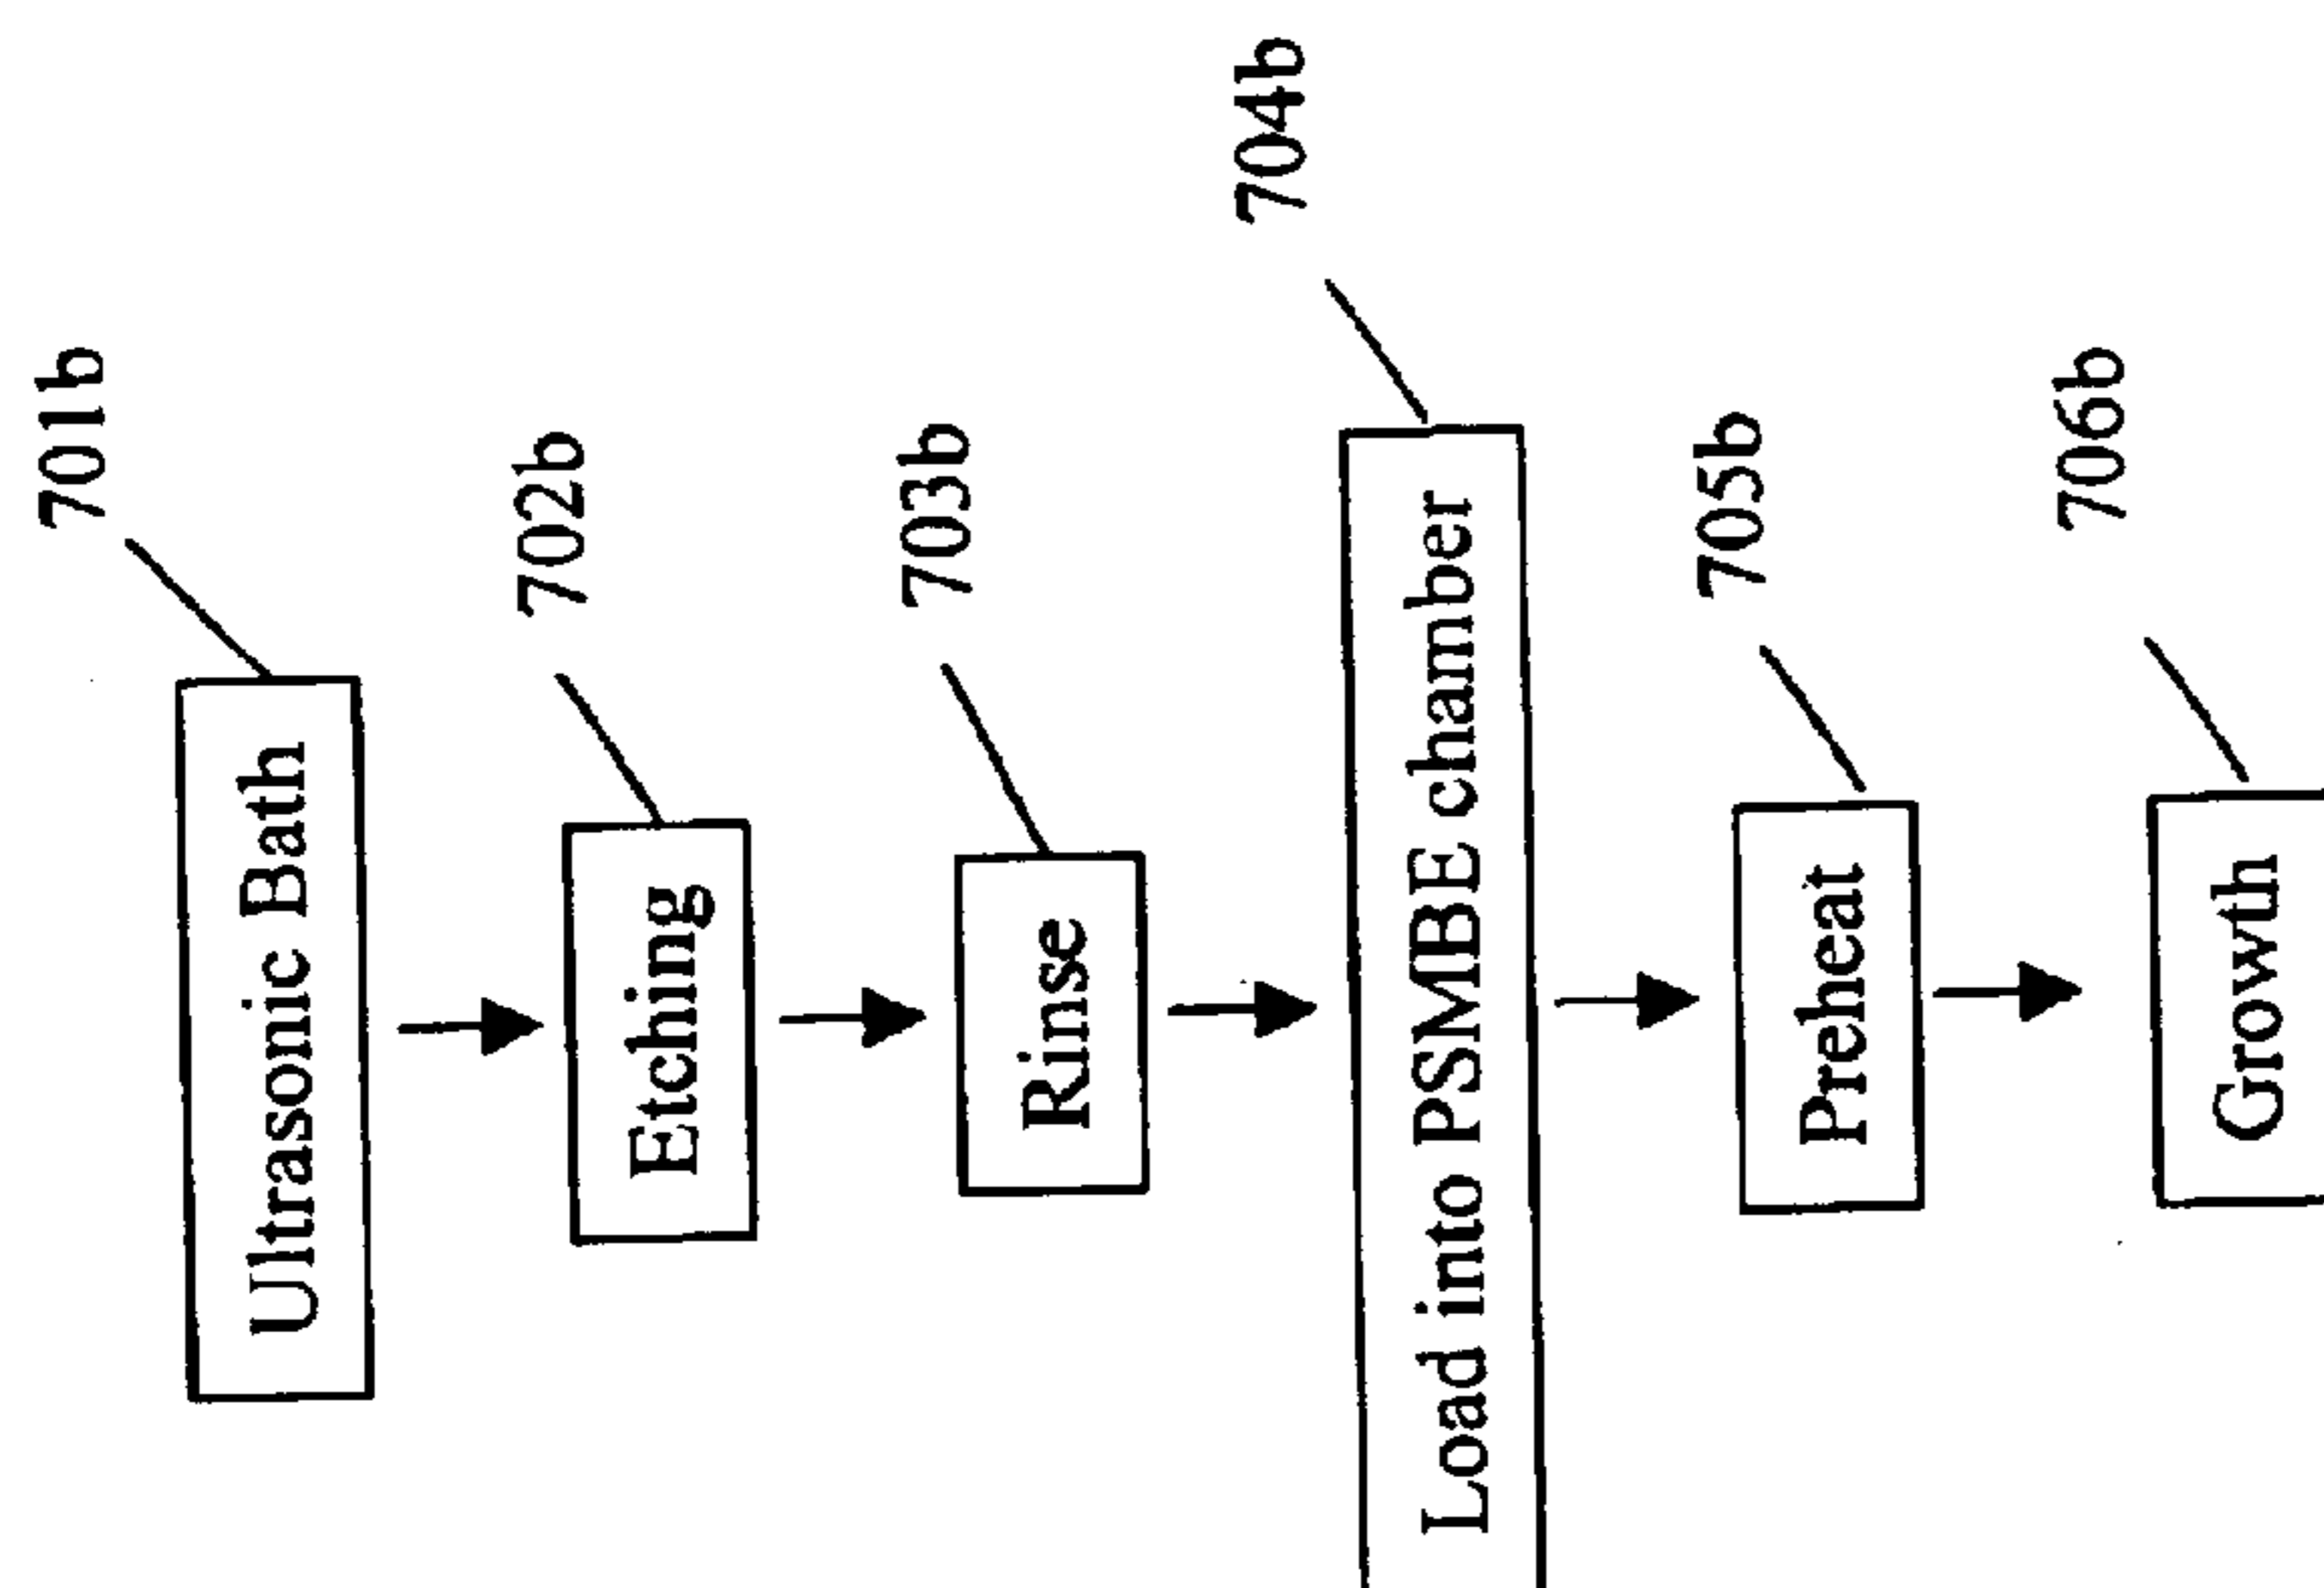 Ultrasonic Bath
701b
Etching
702b
Rinse
703b
Load into PSMBE chamber
704b
Preheat
705b
Growth
706b